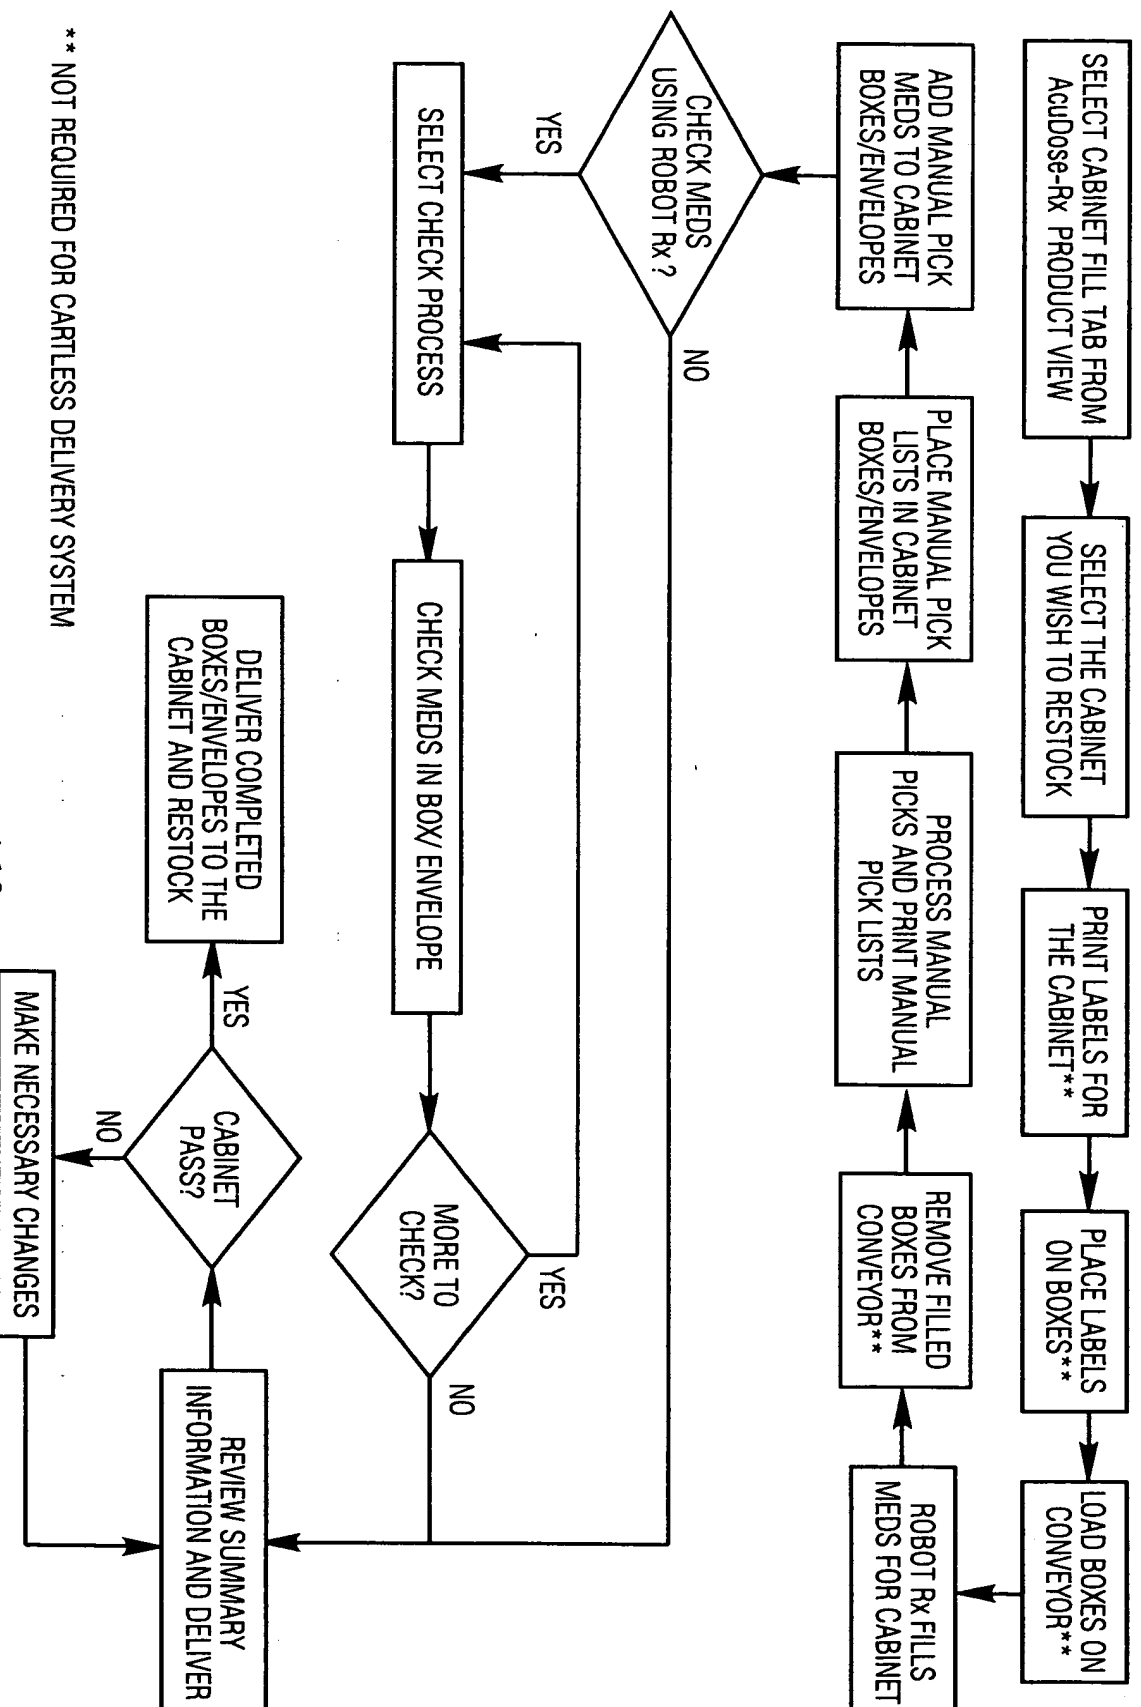 SELECT CABINET FILL TAB FROM
AcuDose-Rx PRODUCT VIEW
SELECT THE CABINET
YOU WISH TO RESTOCK
PRINT LABELS FOR
THE CABINET**
PLACE LABELS
ON BOXES**
LOAD BOXES ON
CONVEYOR**
ROBOT Rx FILLS
MEDS FOR CABINET
REMOVE FILLED
BOXES FROM
CONVEYOR**
PROCESS MANUAL
PICKS AND PRINT MANUAL
PICK LISTS
PLACE MANUAL PICK
LISTS IN CABINET
BOXES/ENVELOPES
ADD MANUAL PICK
MEDS TO CABINET
BOXES/ENVELOPES
CHECK MEDS
USING ROBOT Rx?
NO
YES
SELECT CHECK PROCESS
CHECK MEDS IN BOX/ ENVELOPE
MORE TO
CHECK?
YES
NO
REVIEW SUMMARY
INFORMATION AND DELIVER
CABINET
PASS?
YES
NO
DELIVER COMPLETED
BOXES/ENVELOPES TO THE
CABINET AND RESTOCK
MAKE NECESSARY CHANGES
** NOT REQUIRED FOR CARTLESS DELIVERY SYSTEM